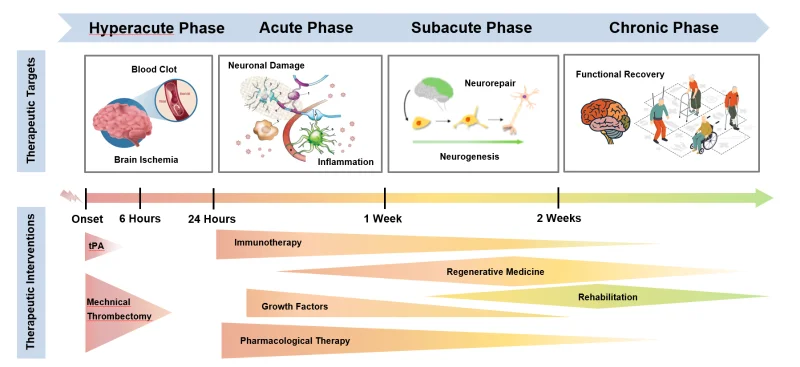 Hyperacute Phase
Acute Phase
Subacute Phase
Chronic Phase
Therapeutic Targets
Blood Clot
Brain Ischemia
Neuronal Damage
Inflammation
Neurorepair
Neurogenesis
Functional Recovery
Onset
6 Hours
24 Hours
1 Week
2 Weeks
Therapeutic Interventions
tPA
Mechnical
Thrombectomy
Immunotherapy
Regenerative Medicine
Rehabilitation
Growth Factors
Pharmacological Therapy